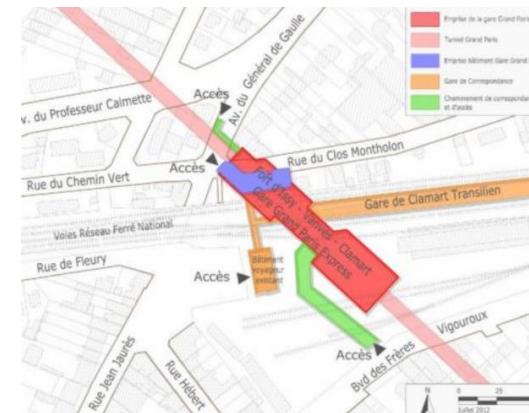 Emprise de la gare Grand Paris
Tunnel Grand Paris
Emprise bâtiment Gare Grand
Gare de Correspondance
Cheminement de correspondan
et d'accès
Accès
Av. du Général de Gaulle
v. du Professeur Calmette
Accès
Rue du Clos Montholon
Rue du Chemin Vert
Fort d'Issy - Vanves - Clamart
Gare Grand Paris Express
Gare de Clamart Transilien
Voies Réseau Ferré National
Rue de Fleury
Bâtiment
voyageur
existant
Accès
Rue Jean Jaurès
Rue Hébert
Accès
Bvd des Frères Vigouroux
N
0 25
Juillet 2012